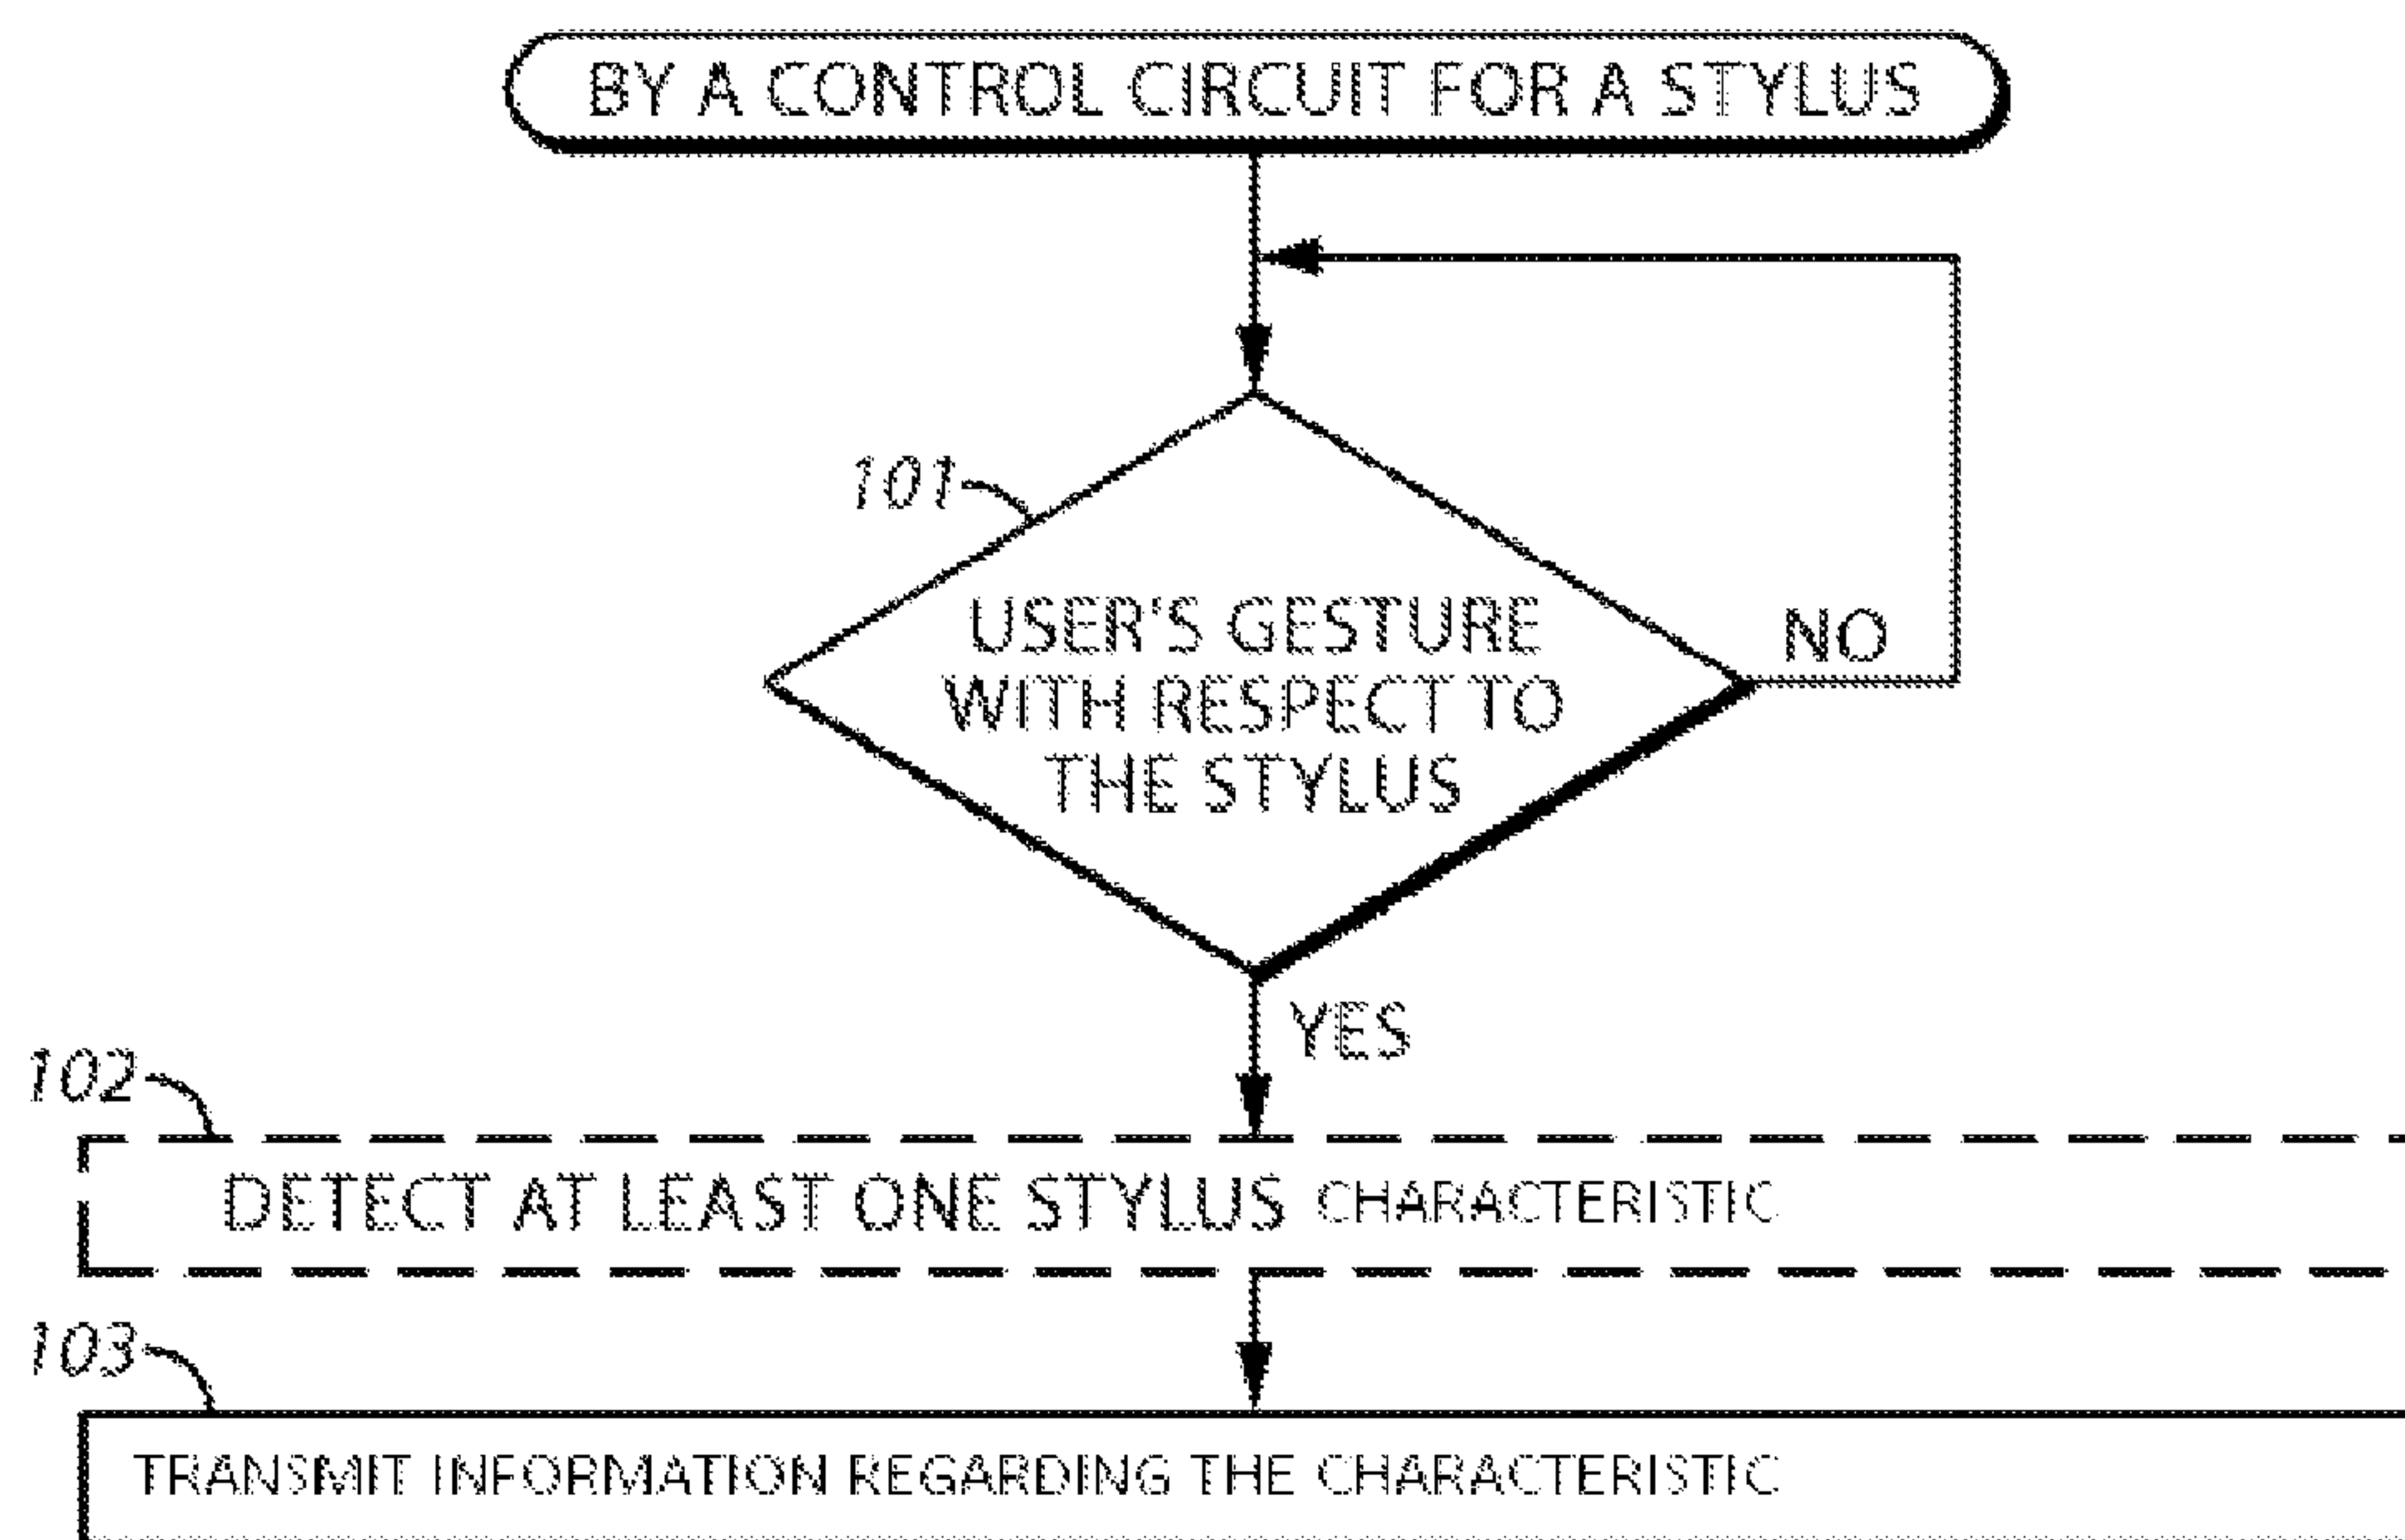 BY A CONTROL CIRCUIT FOR A STYLUS
101
USER'S GESTURE
WITH RESPECT TO
THE STYLUS
NO
YES
102
DETECT AT LEAST ONE STYLUS CHARACTERISTIC
103
TRANSMIT INFORMATION REGARDING THE CHARACTERISTIC